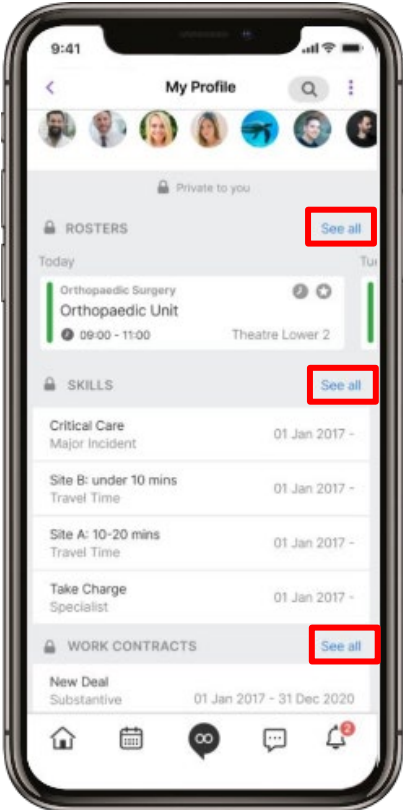 9:41
My Profile
Private to you
ROSTERS See all
Today Tu
Orthopaedic Surgery
Orthopaedic Unit
09:00 - 11:00 Theatre Lower 2
SKILLS See all
Critical Care
Major Incident 01 Jan 2017 -
Site B: under 10 mins
Travel Time 01 Jan 2017 -
Site A: 10-20 mins
Travel Time 01 Jan 2017 -
Take Charge
Specialist 01 Jan 2017 -
WORK CONTRACTS See all
New Deal
Substantive 01 Jan 2017 - 31 Dec 2020
2